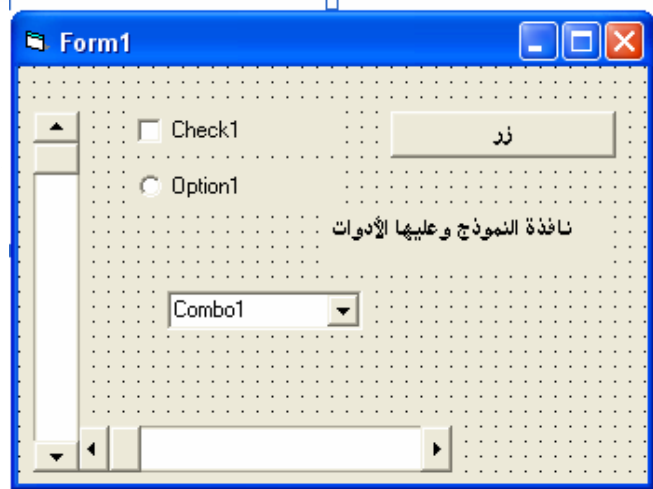 Form1
Check1
زر
Option1
نافذة النموذج وعليها الأدوات
Combo1